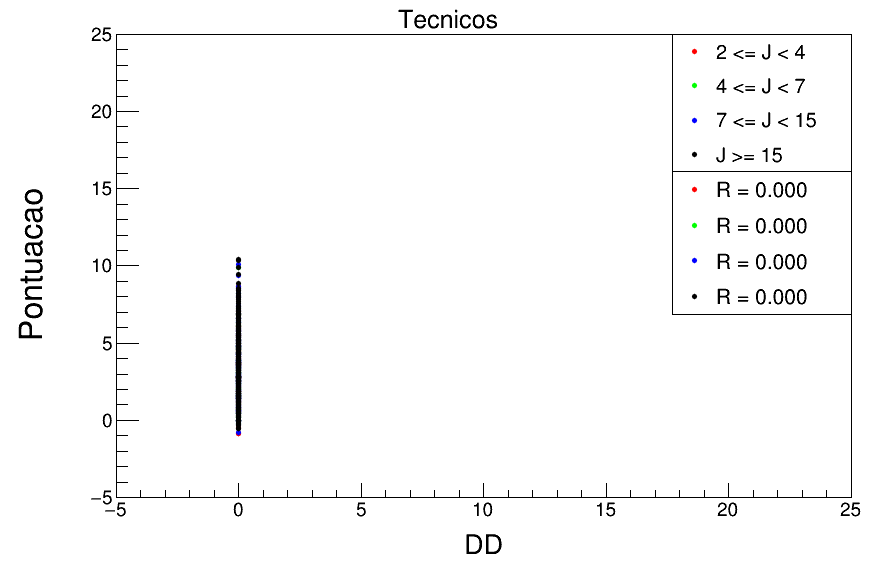 Tecnicos
25
20
15
10
5
0
−5
Pontuacao
2 <= J < 4
4 <= J < 7
7 <= J < 15
J >= 15
R = 0.000
R = 0.000
R = 0.000
R = 0.000
−5 0 5 10 15 20 25
DD